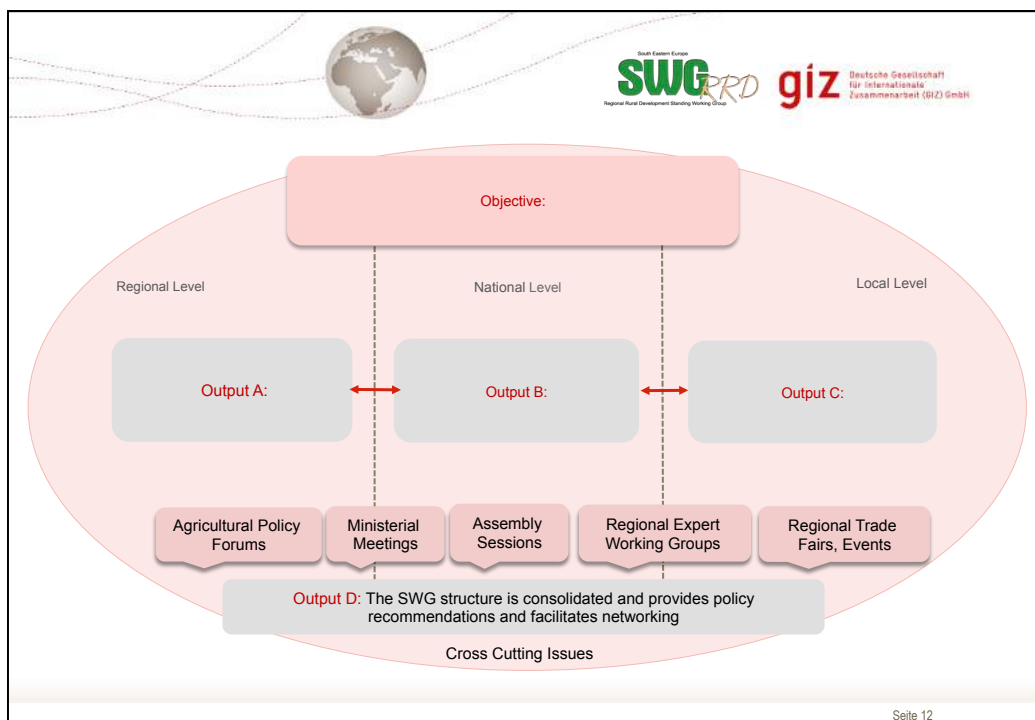 South Eastern Europe
SWG RRD
Regional Rural Development Standing Working Group
giz
Deutsche Gesellschaft
für Internationale
Zusammenarbeit (GIZ) GmbH
Objective:
Regional Level
National Level
Local Level
Output A:
Output B:
Output C:
Agricultural Policy
Forums
Ministerial
Meetings
Assembly
Sessions
Regional Expert
Working Groups
Regional Trade
Fairs, Events
Output D: The SWG structure is consolidated and provides policy
recommendations and facilitates networking
Cross Cutting Issues
Seite 12